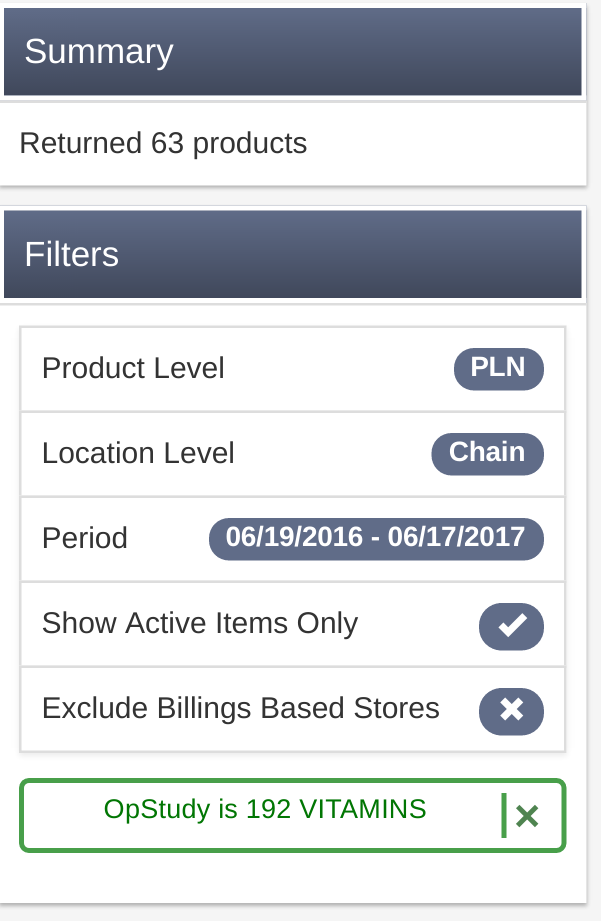 Summary
Returned 63 products
Filters
Product Level PLN
Location Level Chain
Period 06/19/2016 - 06/17/2017
Show Active Items Only
Exclude Billings Based Stores
OpStudy is 192 VITAMINS